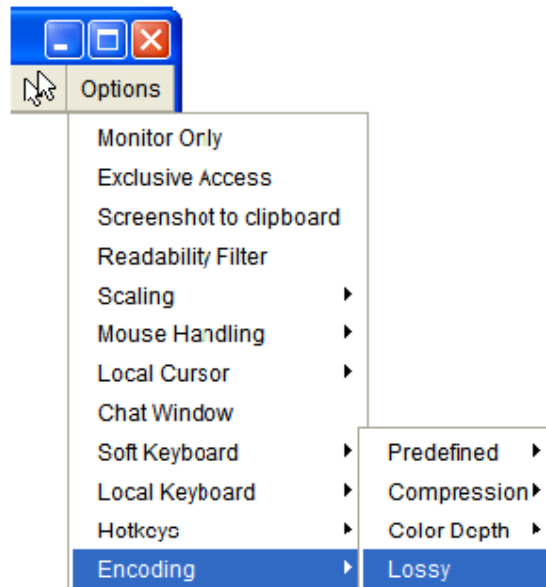 Options
Monitor Only
Exclusive Access
Screenshot to clipboard
Readability Filter
Scaling
Mouse Handling
Local Cursor
Chat Window
Soft Keyboard
Predefined
Local Keyboard
Compression
Hotkeys
Color Depth
Encoding
Lossy